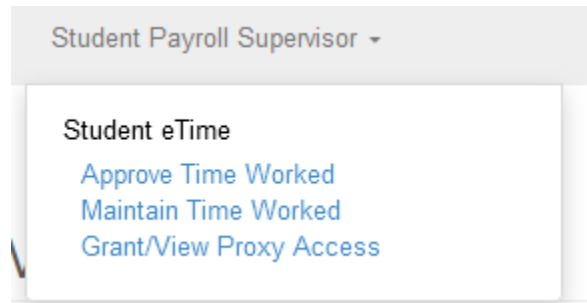 Student Payroll Supervisor
Student eTime
Approve Time Worked
Maintain Time Worked
Grant/View Proxy Access